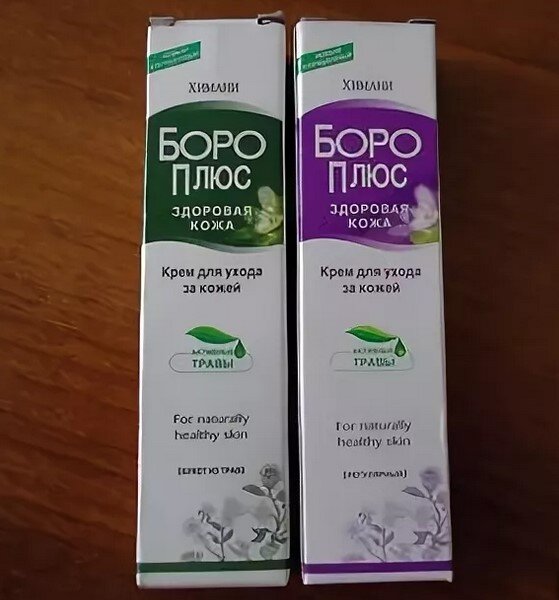 ХИМАНИ
БОРО
ПЛЮС
ЗДОРОВАЯ
КОЖА
Крем для ухода
за кожей
ТРАВЫ
For naturally
healthy skin
ХИМАНИ
БОРО
ПЛЮС
ЗДОРОВАЯ
КОЖА
Крем для ухода
за кожей
ТРАВЫ
For naturally
healthy skin